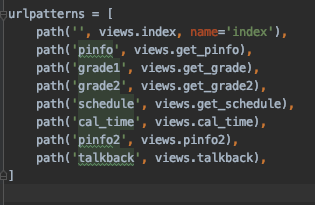 urlpatterns = [
path('', views.index, name='index'),
path('pinfo', views.get_pinfo),
path('grade1', views.get_grade),
path('grade2', views.get_grade2),
path('schedule', views.get_schedule),
path('cal_time', views.cal_time),
path('pinfo2', views.pinfo2),
path('talkback', views.talkback),
]